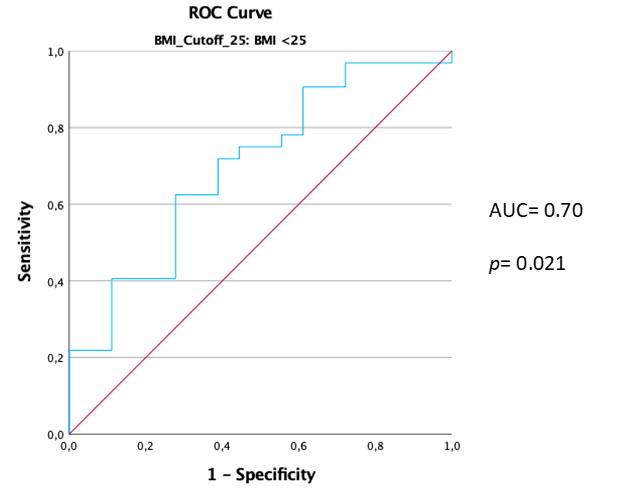 ROC Curve
BMI_Cutoff_25: BMI <25
1,0
0,8
0,6
0,4
0,2
0,0
Sensitivity
0,0 0,2 0,4 0,6 0,8 1,0
1 – Specificity
AUC= 0.70
p= 0.021